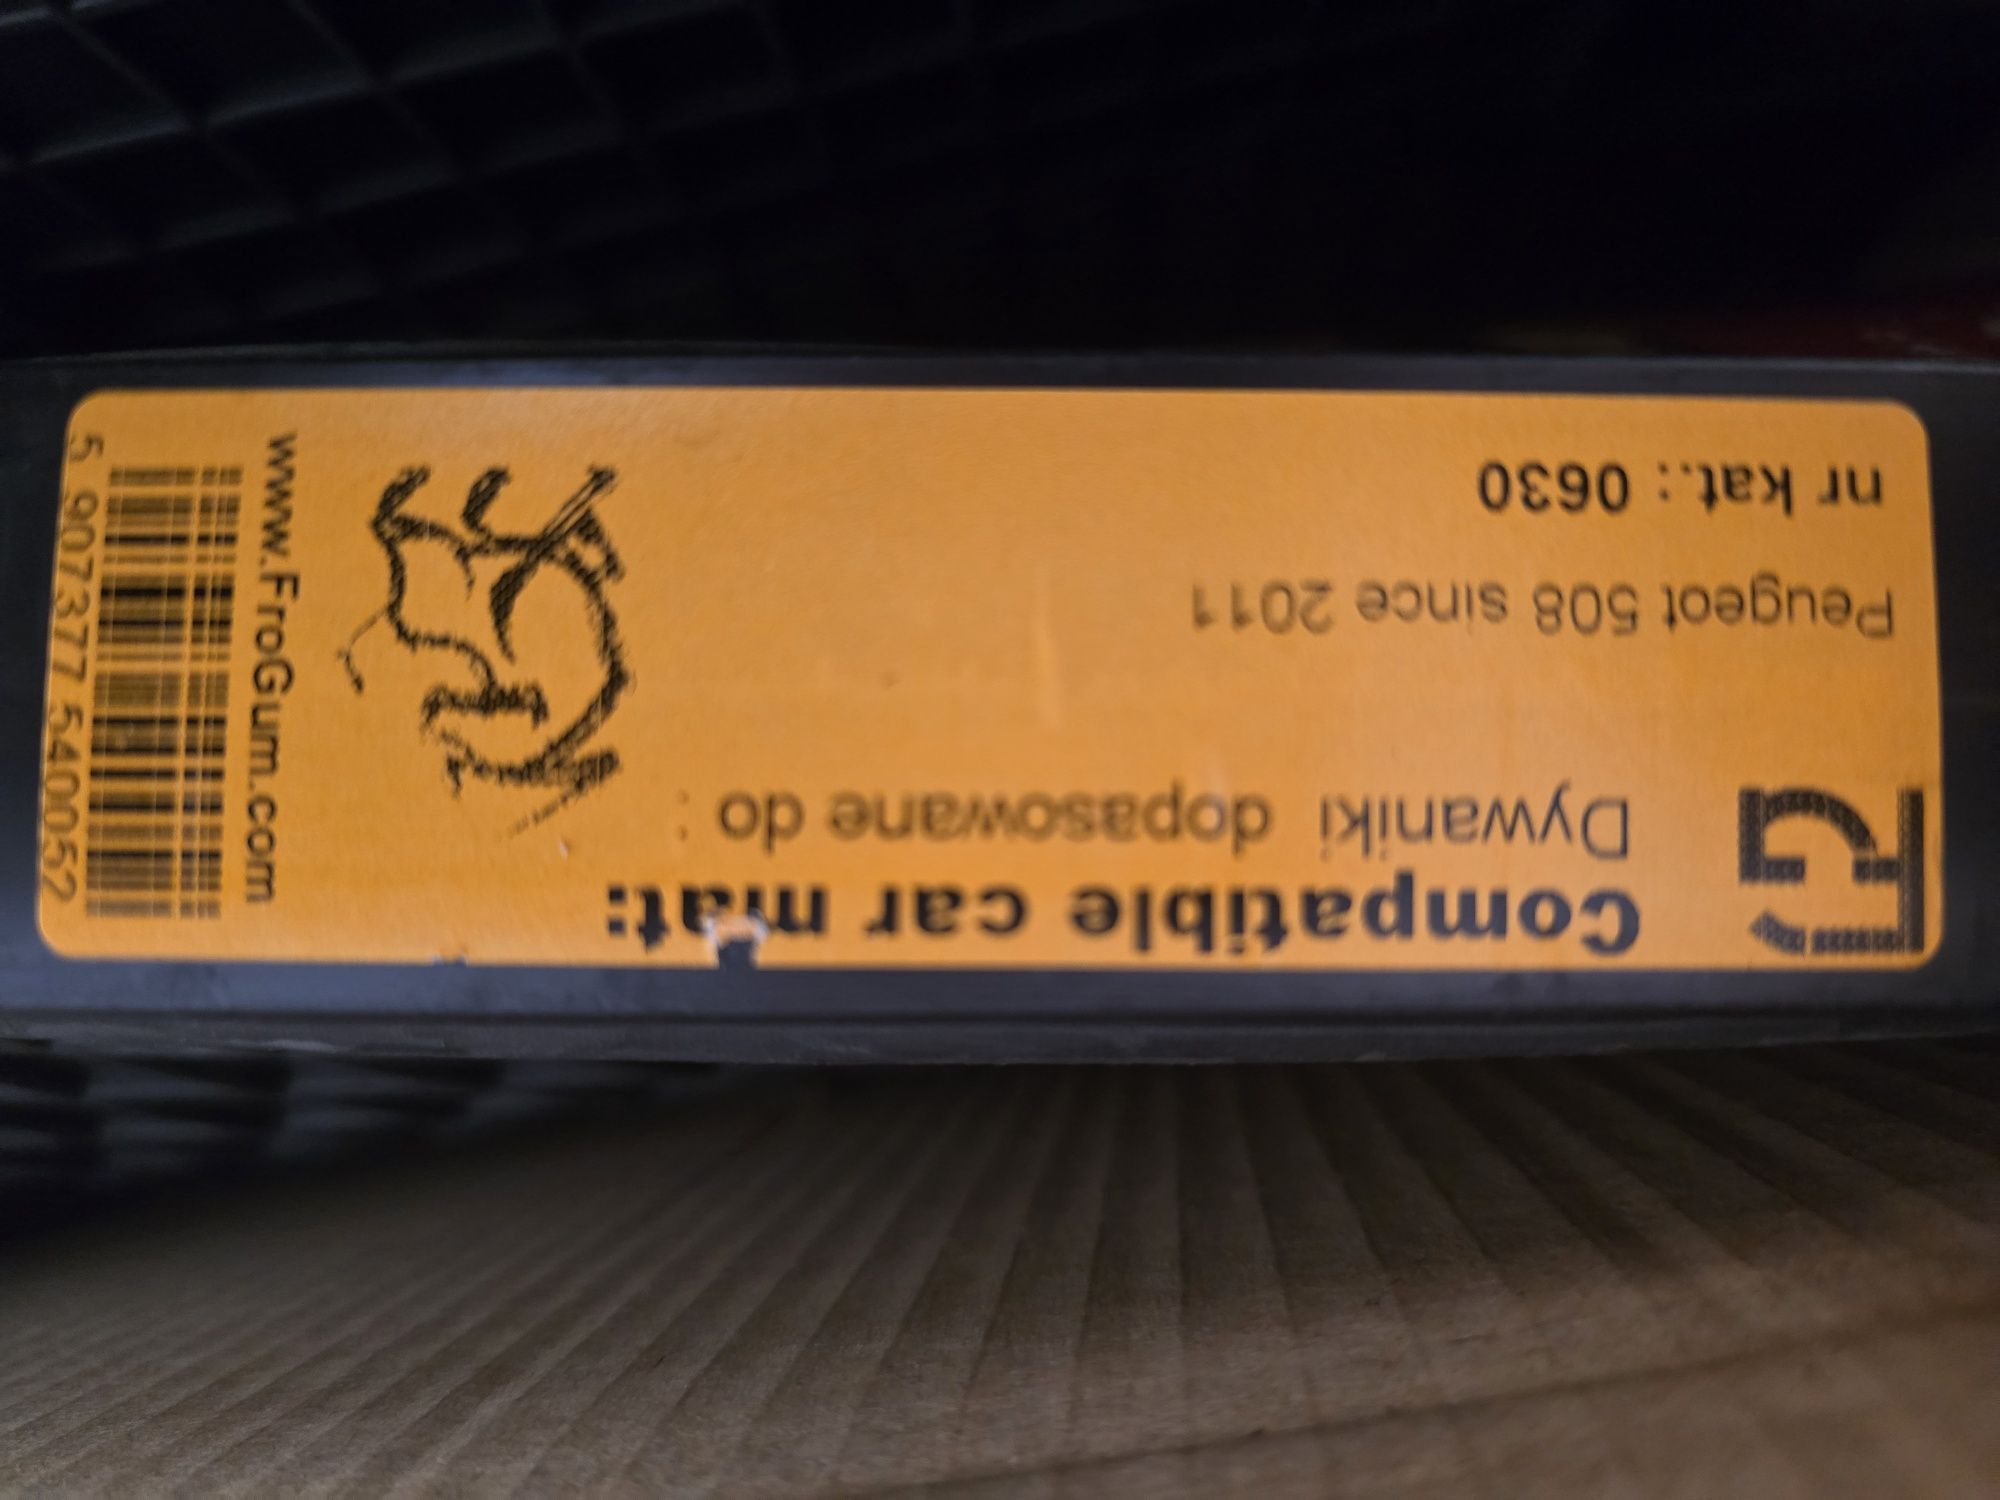 Compatible car mat:
Dywaniki dopasowane do :
Peugeot 508 since 2011
nr kat.: 0630
www.FroGum.com
5 907377 540052